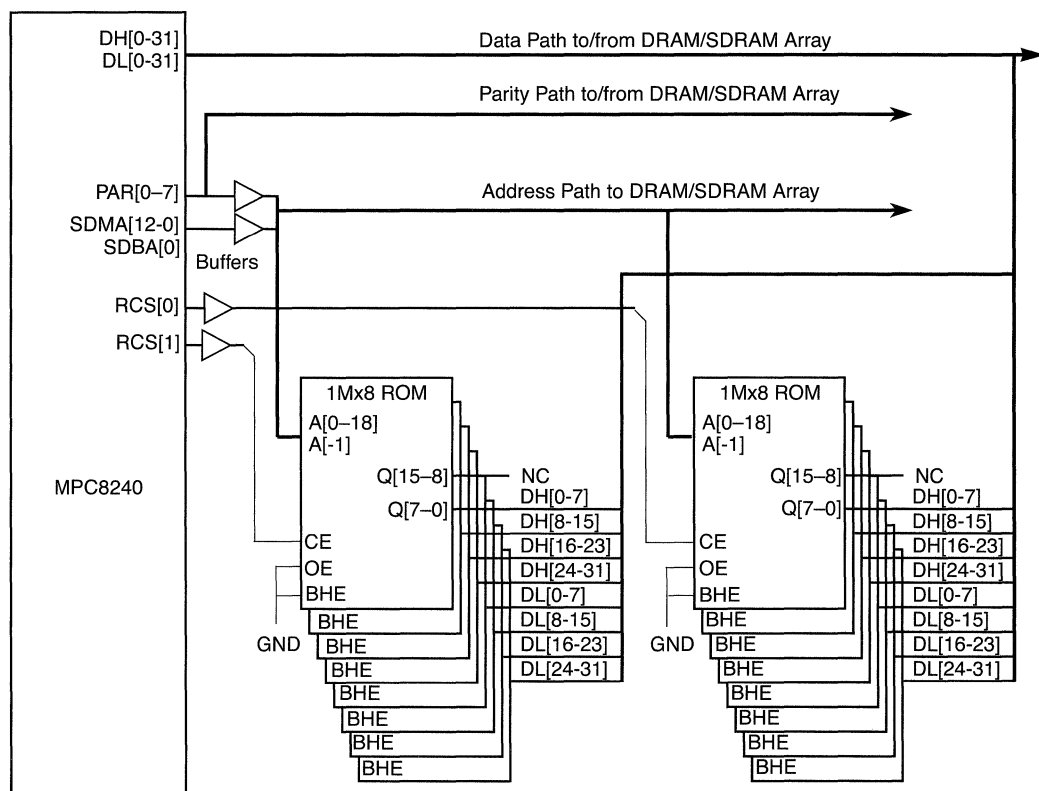 DH[0-31]
DL[0-31]
Data Path to/from DRAM/SDRAM Array
Parity Path to/from DRAM/SDRAM Array
PAR[0–7]
Address Path to DRAM/SDRAM Array
SDMA[12-0]
SDBA[0]
Buffers
RCS[0]
RCS[1]
MPC8240
1Mx8 ROM
A[0–18]
A[-1]
Q[15–8]
NC
Q[7–0]
DH[0-7]
DH[8-15]
CE
DH[16-23]
OE
DH[24-31]
BHE
DL[0-7]
GND
BHE
DL[8-15]
BHE
DL[16-23]
BHE
DL[24-31]
BHE
BHE
BHE
BHE
1Mx8 ROM
A[0–18]
A[-1]
Q[15–8]
NC
Q[7–0]
DH[0-7]
DH[8-15]
CE
DH[16-23]
OE
DH[24-31]
BHE
DL[0-7]
GND
BHE
DL[8-15]
BHE
DL[16-23]
BHE
DL[24-31]
BHE
BHE
BHE
BHE